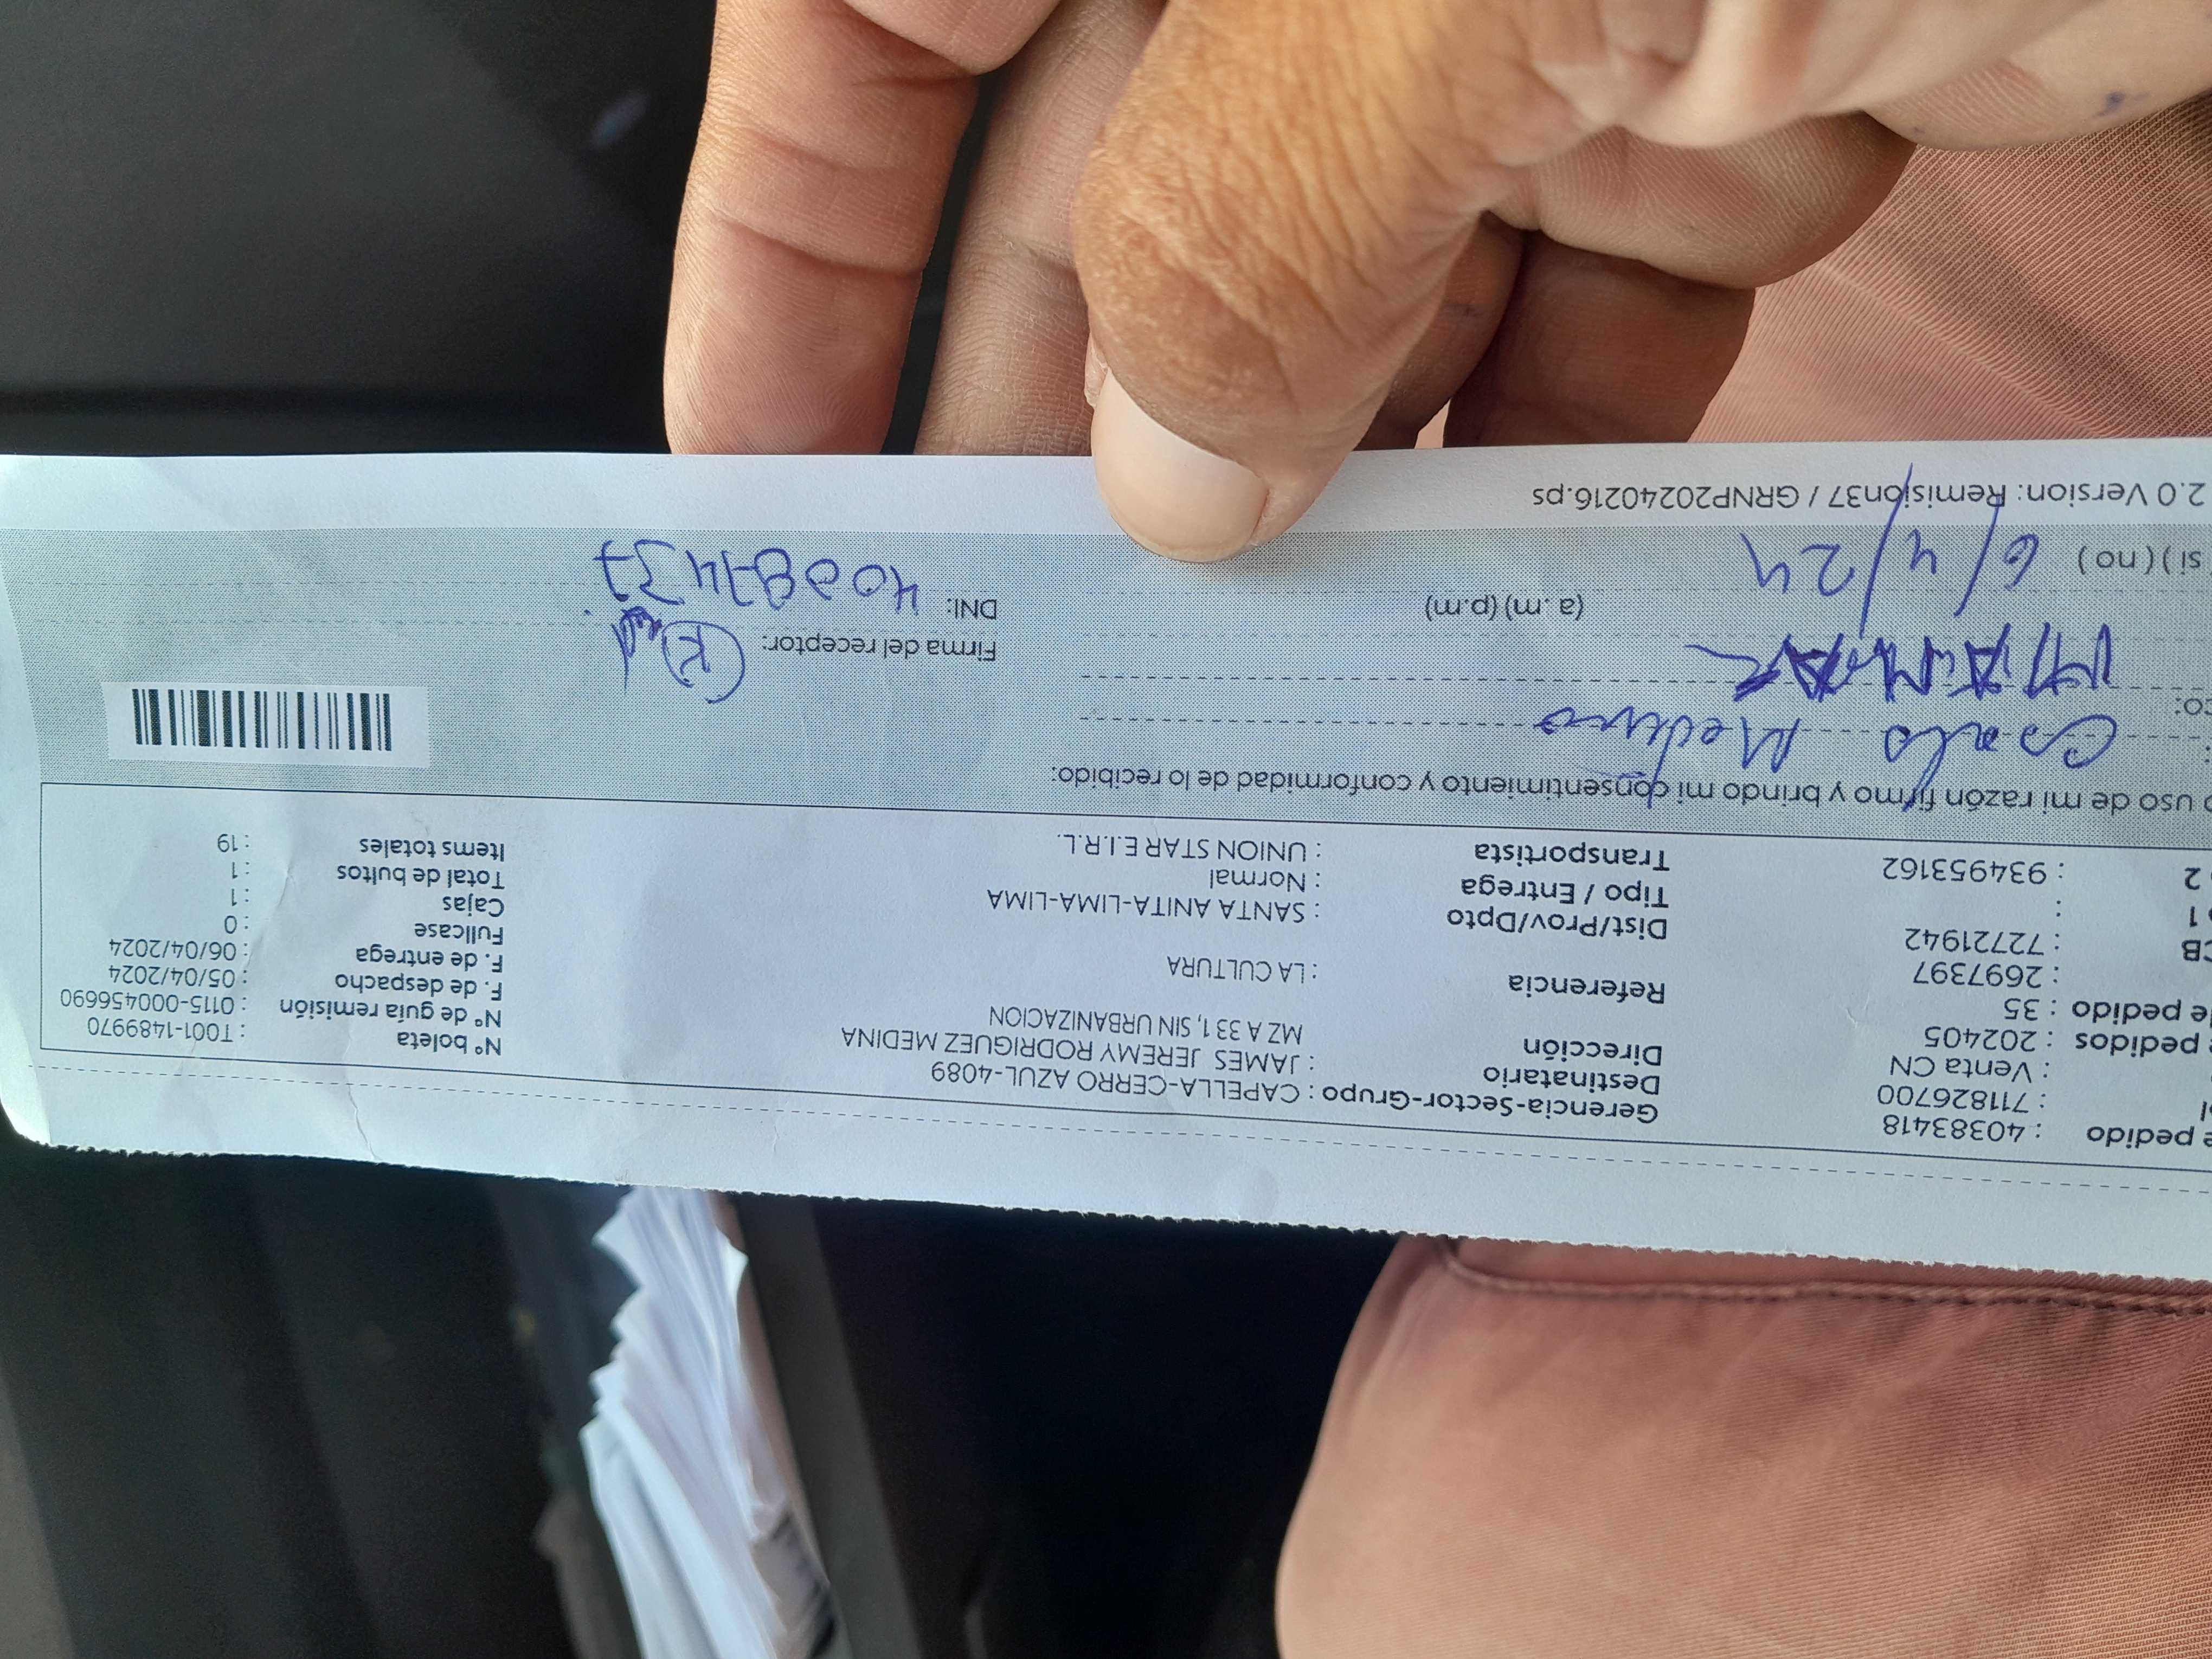 e pedido : 40383418
l : 711826700
: Venta CN
e pedidos : 202405
de pedido : 35
: 2697397
CB : 72721942
o 1 :
o 2 : 934953162
Gerencia-Sector-Grupo : CAPELLA-CERRO AZUL-4089
Destinatario : JAMES JEREMY RODRIGUEZ MEDINA
Dirección MZ A 33 1, SIN URBANIZACION
Referencia : LA CULTURA
Dist/Prov/Dpto : SANTA ANITA-LIMA-LIMA
Tipo / Entrega : Normal
Transportista : UNION STAR E.I.R.L.
N° boleta : T001-1489970
N° de guía remisión : 0115-000456690
F. de despacho : 05/04/2024
F. de entrega : 06/04/2024
Fullcase : 0
Cajas : 1
Total de bultos : 1
Items totales : 19
o uso de mi razón firmo y brindo mi consentimiento y conformidad de lo recibido:
:
co:
Firma del receptor:
si ) ( no ) 6/4/24 (a. m) (p.m) DNI: 40087437
2.0 Version: Remision37 / GRNP20240216.ps